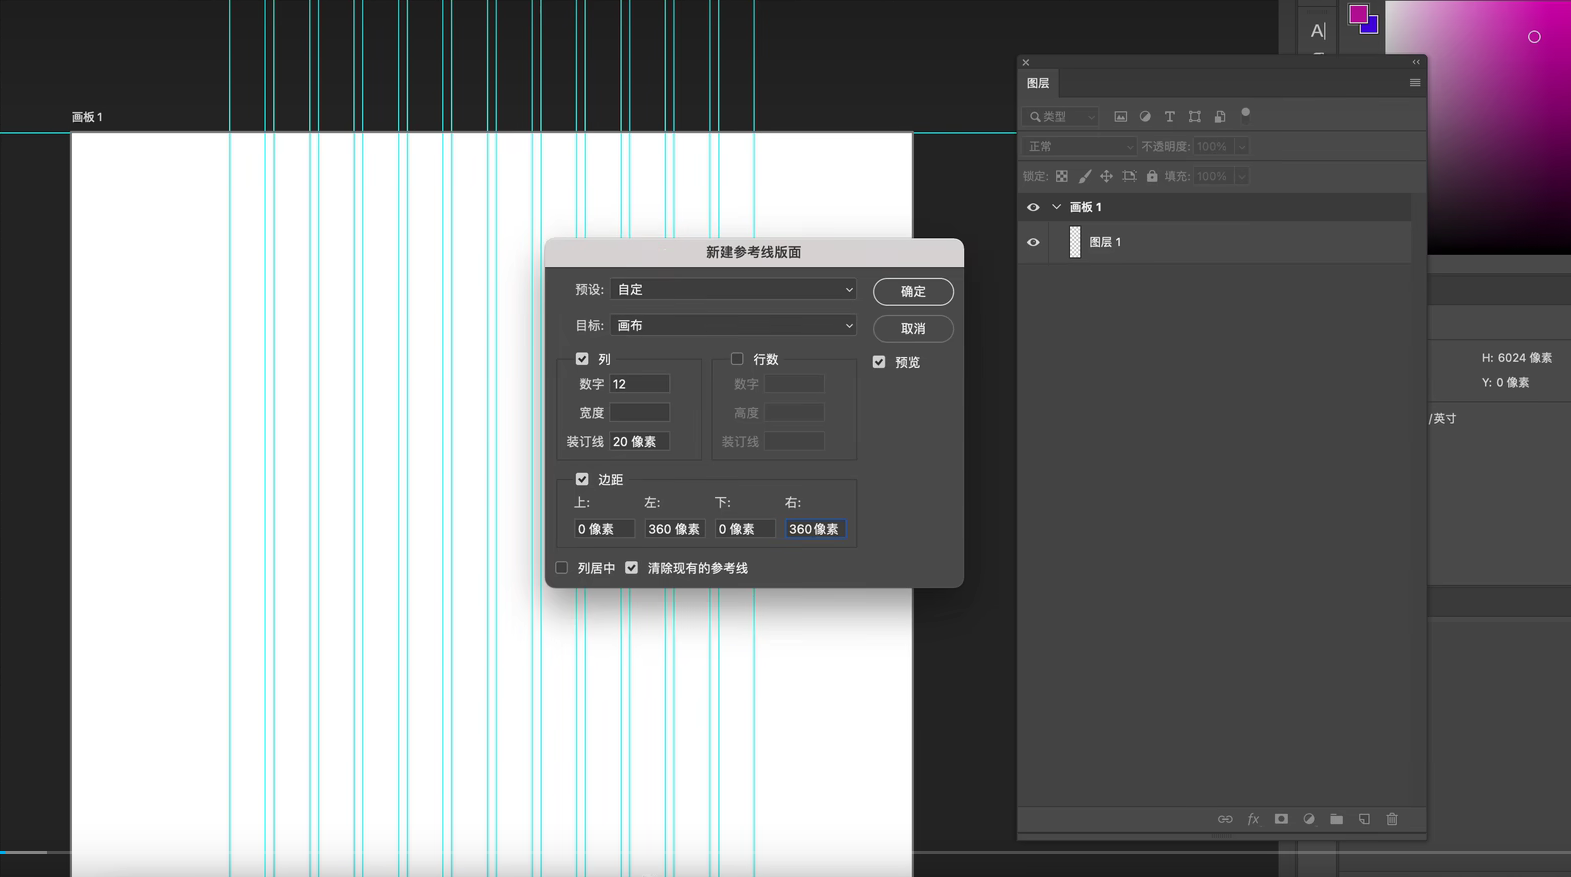 画板 1
A|
图层
类型
正常
不透明度: 100%
锁定:
填充: 100%
画板 1
图层 1
新建参考线版面
预设: 自定
确定
目标: 画布
取消
列
行数
预览
数字 12
数字
宽度
高度
装订线 20 像素
装订线
边距
上: 左: 下: 右:
0 像素 360 像素 0 像素 360 像素
列居中 清除现有的参考线
H: 6024 像素
Y: 0 像素
/英寸
fx